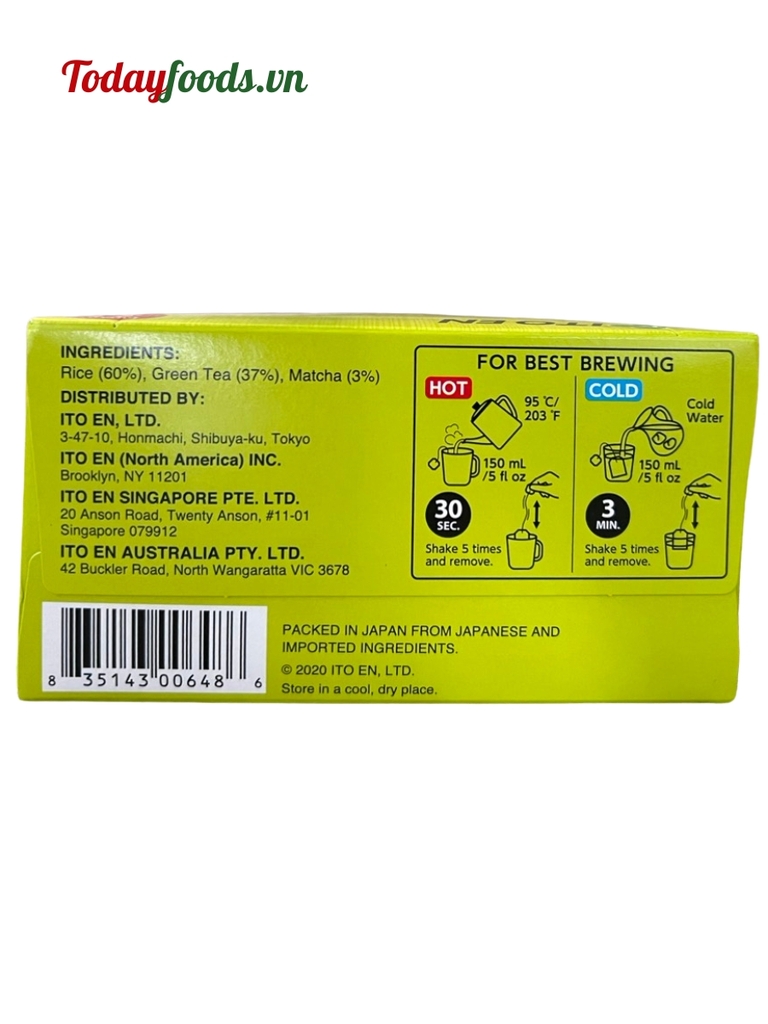 Todayfoods.vn
ITO EN
INGREDIENTS:
Rice (60%), Green Tea (37%), Matcha (3%)
DISTRIBUTED BY:
ITO EN, LTD.
3-47-10, Honmachi, Shibuya-ku, Tokyo
ITO EN (North America) INC.
Brooklyn, NY 11201
ITO EN SINGAPORE PTE. LTD.
20 Anson Road, Twenty Anson, #11-01
Singapore 079912
ITO EN AUSTRALIA PTY. LTD.
42 Buckler Road, North Wangaratta VIC 3678
FOR BEST BREWING
HOT
95 ℃/
203 ℉
150 mL
/5 fl oz
30
SEC.
Shake 5 times
and remove.
COLD
Cold
Water
150 mL
/5 fl oz
3
MIN.
Shake 5 times
and remove.
8 35143 00648 6
PACKED IN JAPAN FROM JAPANESE AND
IMPORTED INGREDIENTS.
© 2020 ITO EN, LTD.
Store in a cool, dry place.